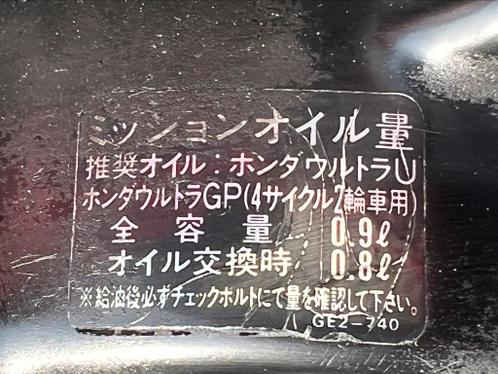 ミッションオイル量
推奨オイル：ホンダウルトラU
ホンダウルトラGP(4サイクル2輪車用)
全容量 0.9ℓ
オイル交換時 0.8ℓ
※給油後必ずチェックボルトにて量を確認して下さい。
GE2-740